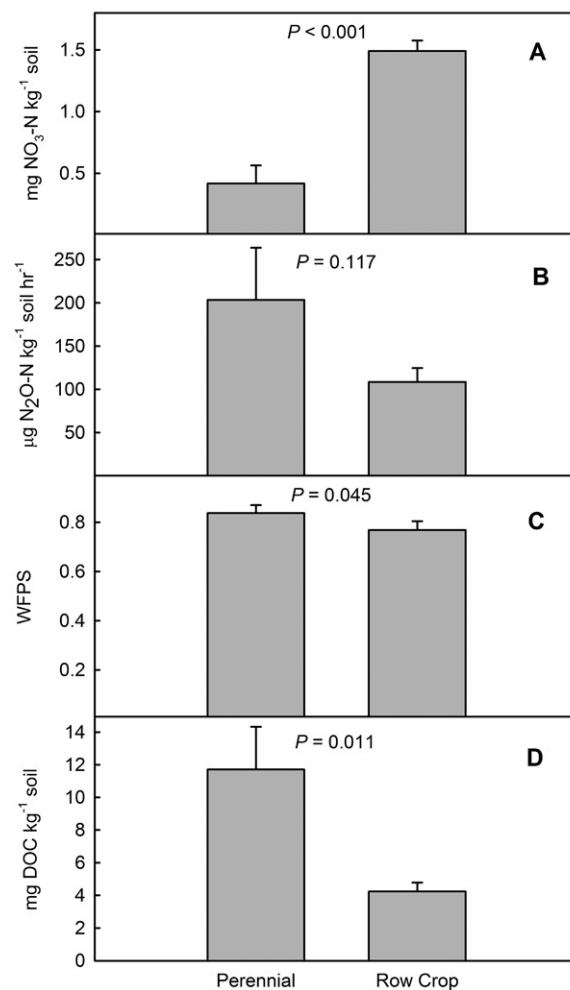 P < 0.001
A
1.5
1.0
0.5
mg NO₃-N kg⁻¹ soil
P = 0.117
B
250
200
150
100
50
µg N₂O-N kg⁻¹ soil hr⁻¹
P = 0.045
C
0.8
0.6
0.4
0.2
WFPS
P = 0.011
D
14
12
10
8
6
4
2
0
mg DOC kg⁻¹ soil
Perennial Row Crop